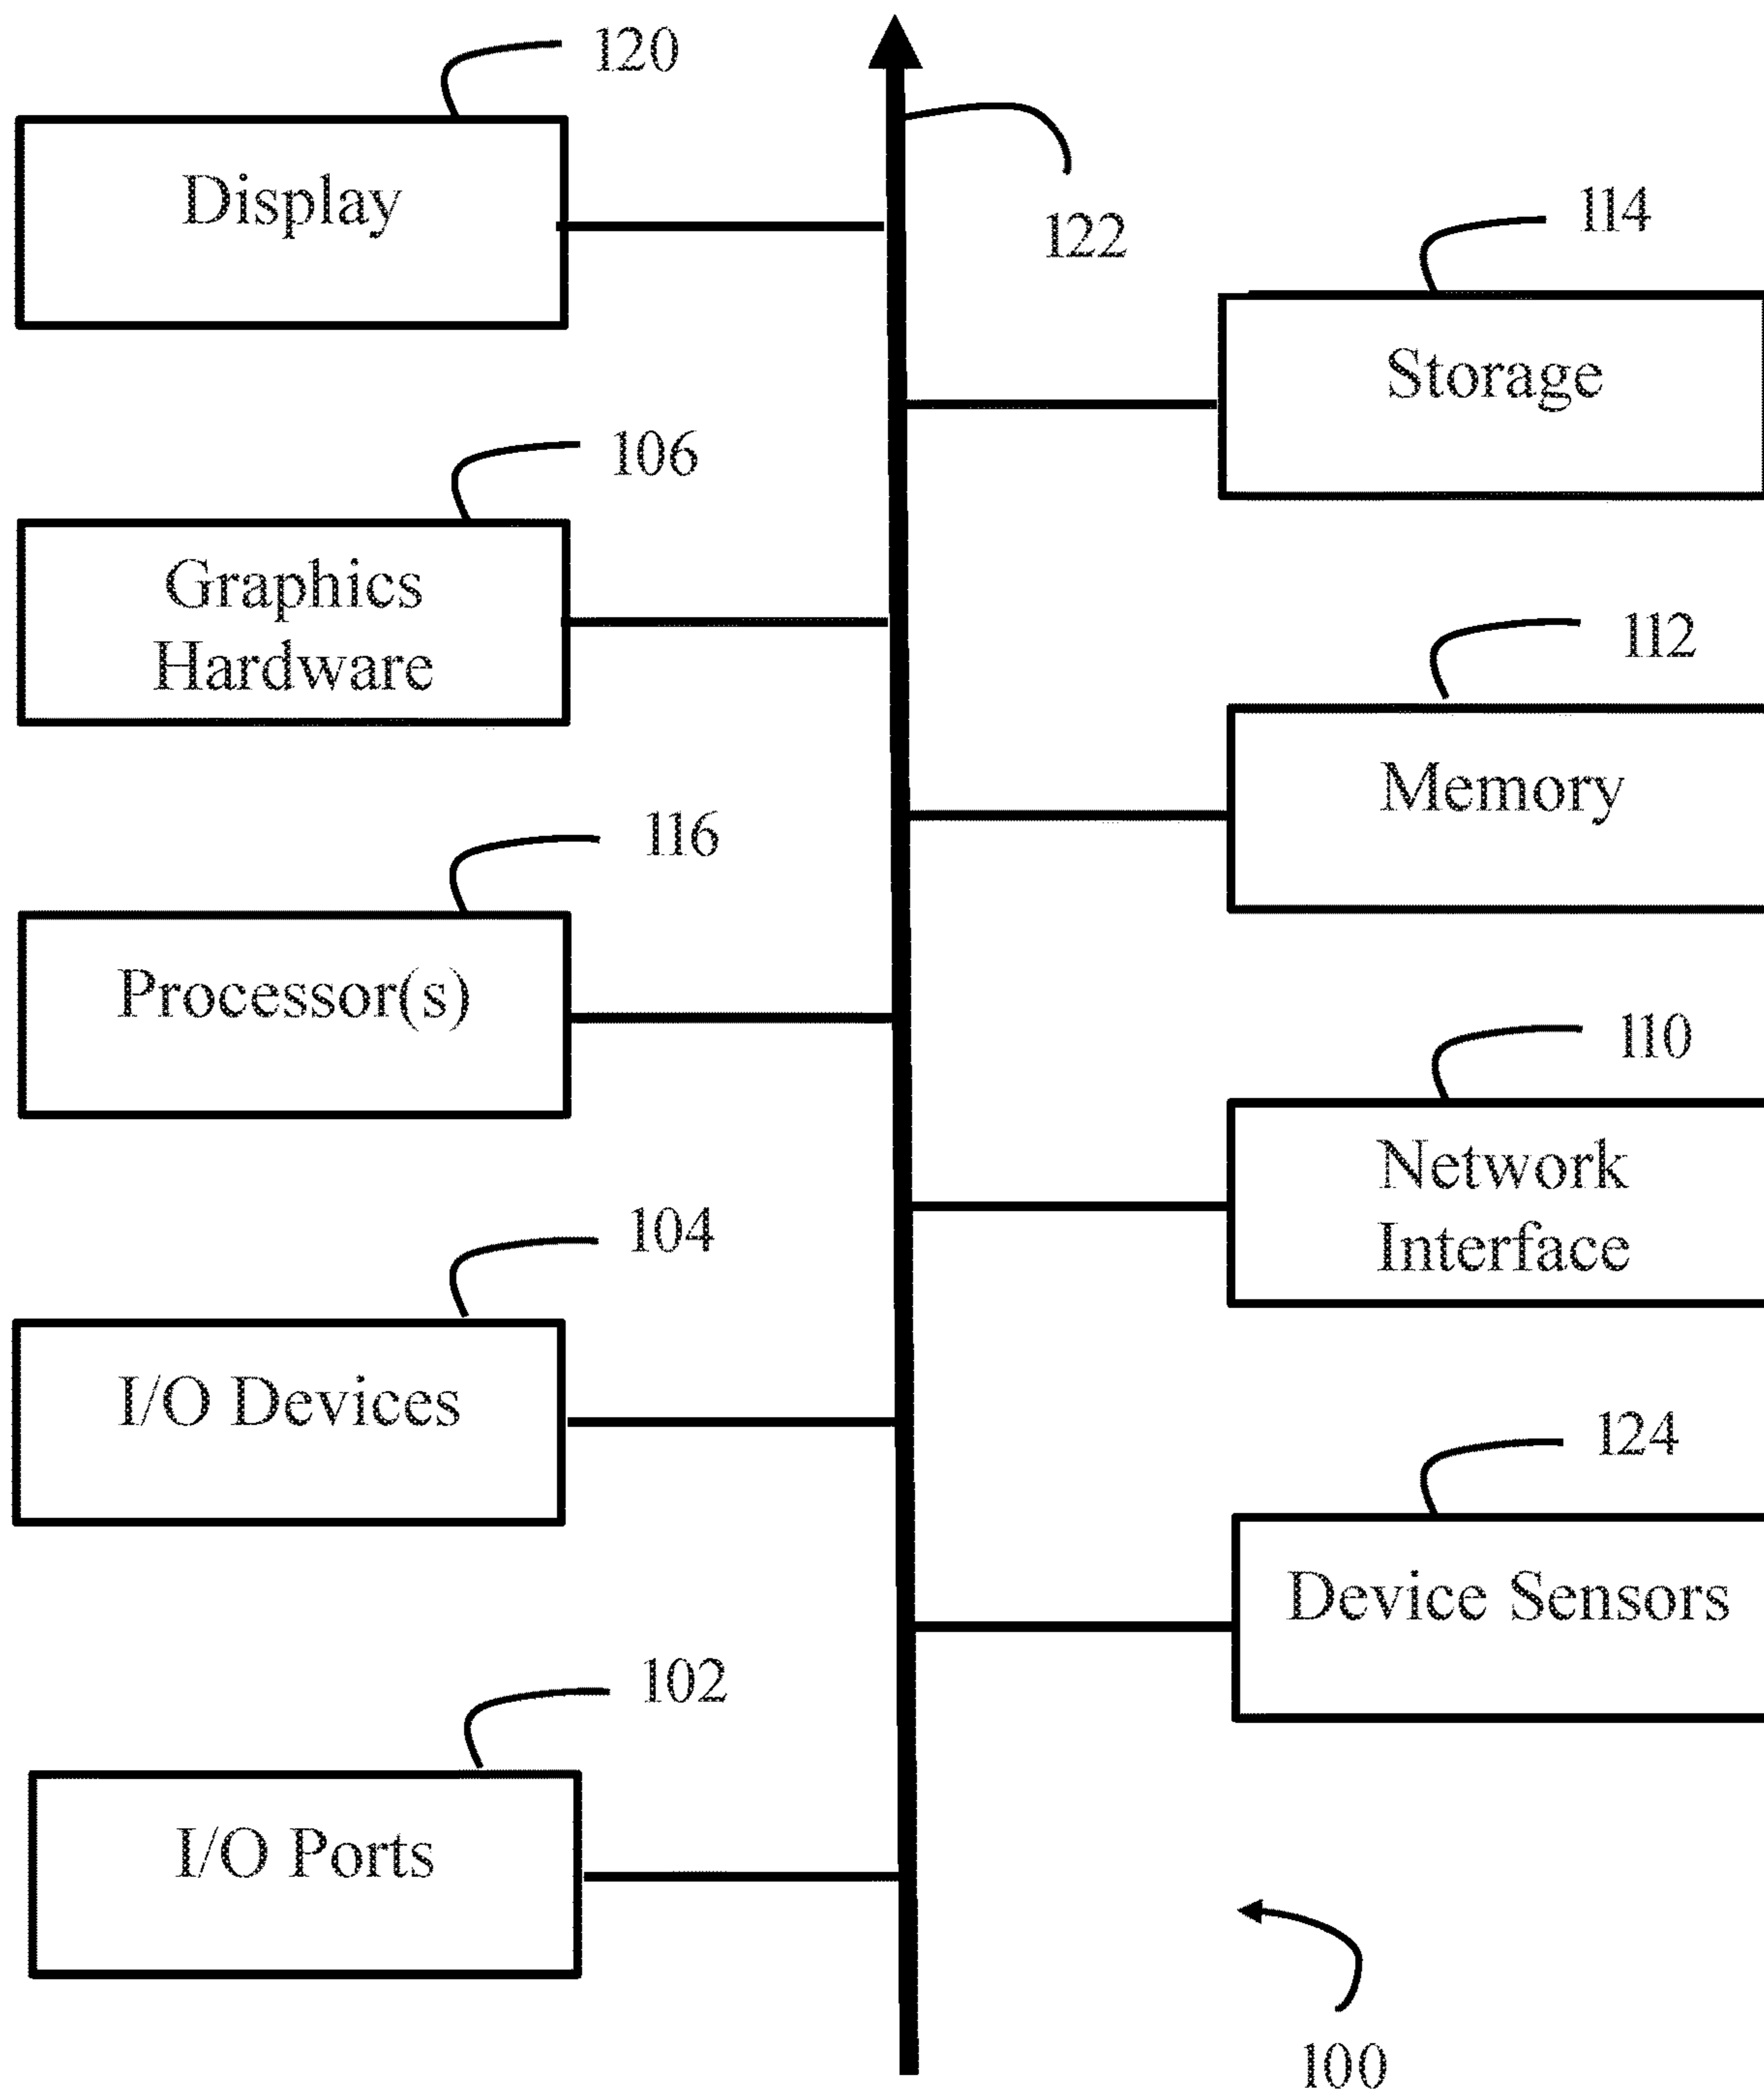 120
Display
122
114
Storage
106
Graphics
Hardware
112
Memory
116
Processor(s)
110
Network
Interface
104
I/O Devices
124
Device Sensors
102
I/O Ports
100